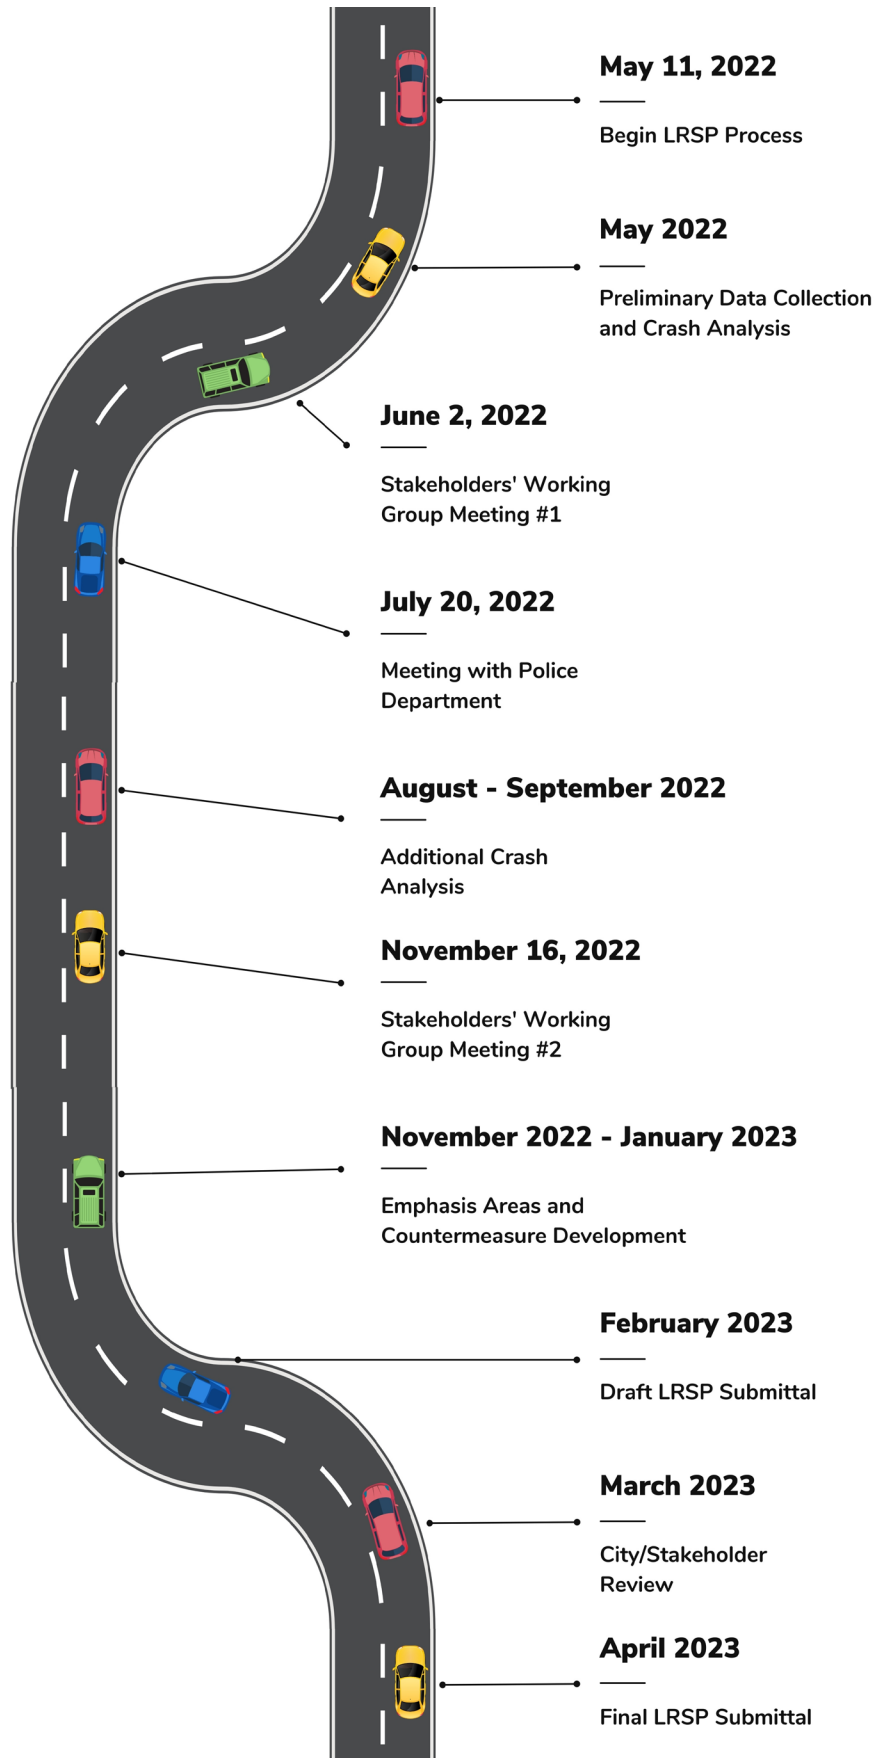 May 11, 2022
Begin LRSP Process
May 2022
Preliminary Data Collection
and Crash Analysis
June 2, 2022
Stakeholders' Working
Group Meeting #1
July 20, 2022
Meeting with Police
Department
August - September 2022
Additional Crash
Analysis
November 16, 2022
Stakeholders' Working
Group Meeting #2
November 2022 - January 2023
Emphasis Areas and
Countermeasure Development
February 2023
Draft LRSP Submittal
March 2023
City/Stakeholder
Review
April 2023
Final LRSP Submittal